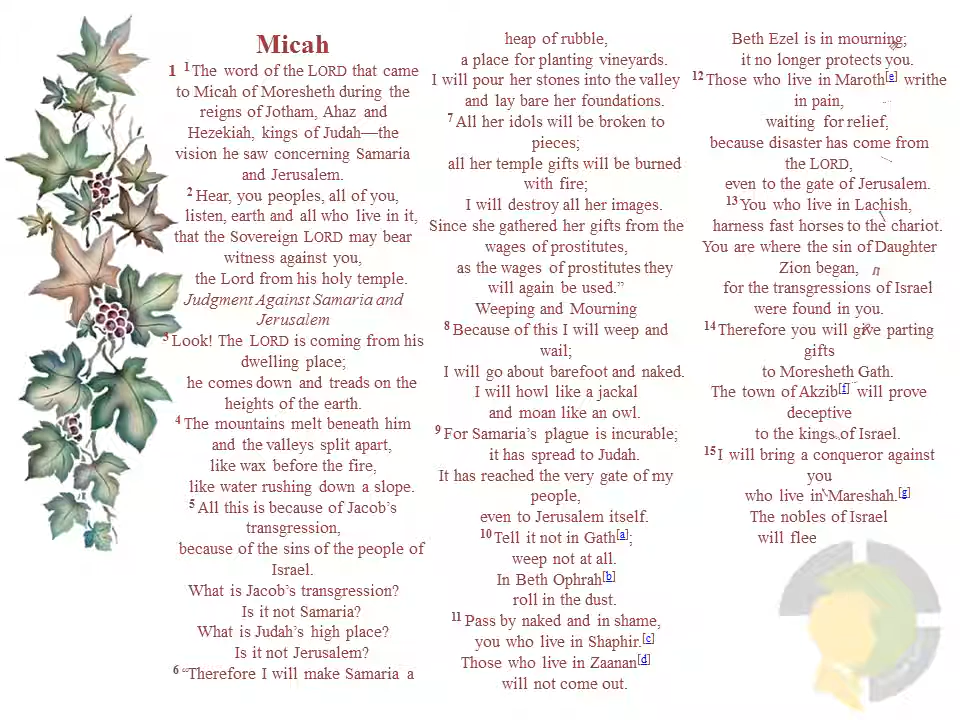 Micah
1 1The word of the LORD that came
to Micah of Moresheth during the
reigns of Jotham, Ahaz and
Hezekiah, kings of Judah—the
vision he saw concerning Samaria
and Jerusalem.
2 Hear, you peoples, all of you,
listen, earth and all who live in it,
that the Sovereign LORD may bear
witness against you,
the Lord from his holy temple.
Judgment Against Samaria and
Jerusalem
3 Look! The LORD is coming from his
dwelling place;
he comes down and treads on the
heights of the earth.
4 The mountains melt beneath him
and the valleys split apart,
like wax before the fire,
like water rushing down a slope.
5 All this is because of Jacob’s
transgression,
because of the sins of the people of
Israel.
What is Jacob’s transgression?
Is it not Samaria?
What is Judah’s high place?
Is it not Jerusalem?
6 “Therefore I will make Samaria a
heap of rubble,
a place for planting vineyards.
I will pour her stones into the valley
and lay bare her foundations.
7 All her idols will be broken to
pieces;
all her temple gifts will be burned
with fire;
I will destroy all her images.
Since she gathered her gifts from the
wages of prostitutes,
as the wages of prostitutes they
will again be used.”
Weeping and Mourning
8 Because of this I will weep and
wail;
I will go about barefoot and naked.
I will howl like a jackal
and moan like an owl.
9 For Samaria’s plague is incurable;
it has spread to Judah.
It has reached the very gate of my
people,
even to Jerusalem itself.
10 Tell it not in Gath[a];
weep not at all.
In Beth Ophrah[b]
roll in the dust.
11 Pass by naked and in shame,
you who live in Shaphir.[c]
Those who live in Zaanan[d]
will not come out.
Beth Ezel is in mourning;
it no longer protects you.
12 Those who live in Maroth[e] writhe
in pain,
waiting for relief,
because disaster has come from
the LORD,
even to the gate of Jerusalem.
13 You who live in Lachish,
harness fast horses to the chariot.
You are where the sin of Daughter
Zion began,
for the transgressions of Israel
were found in you.
14 Therefore you will give parting
gifts
to Moresheth Gath.
The town of Akzib[f] will prove
deceptive
to the kings of Israel.
15 I will bring a conqueror against
you
who live in Mareshah.[g]
The nobles of Israel
will flee